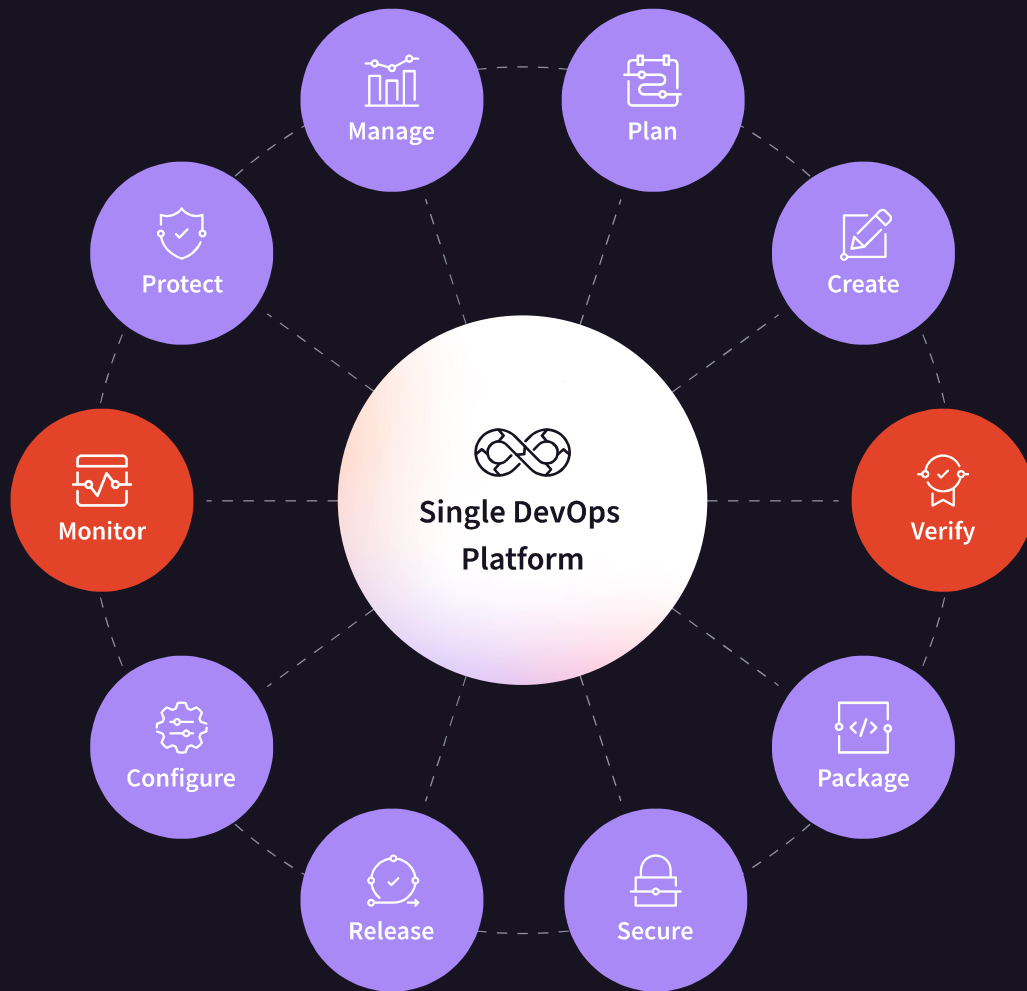 Manage
Plan
Protect
Create
Single DevOps
Platform
Monitor
Verify
Configure
Package
Release
Secure